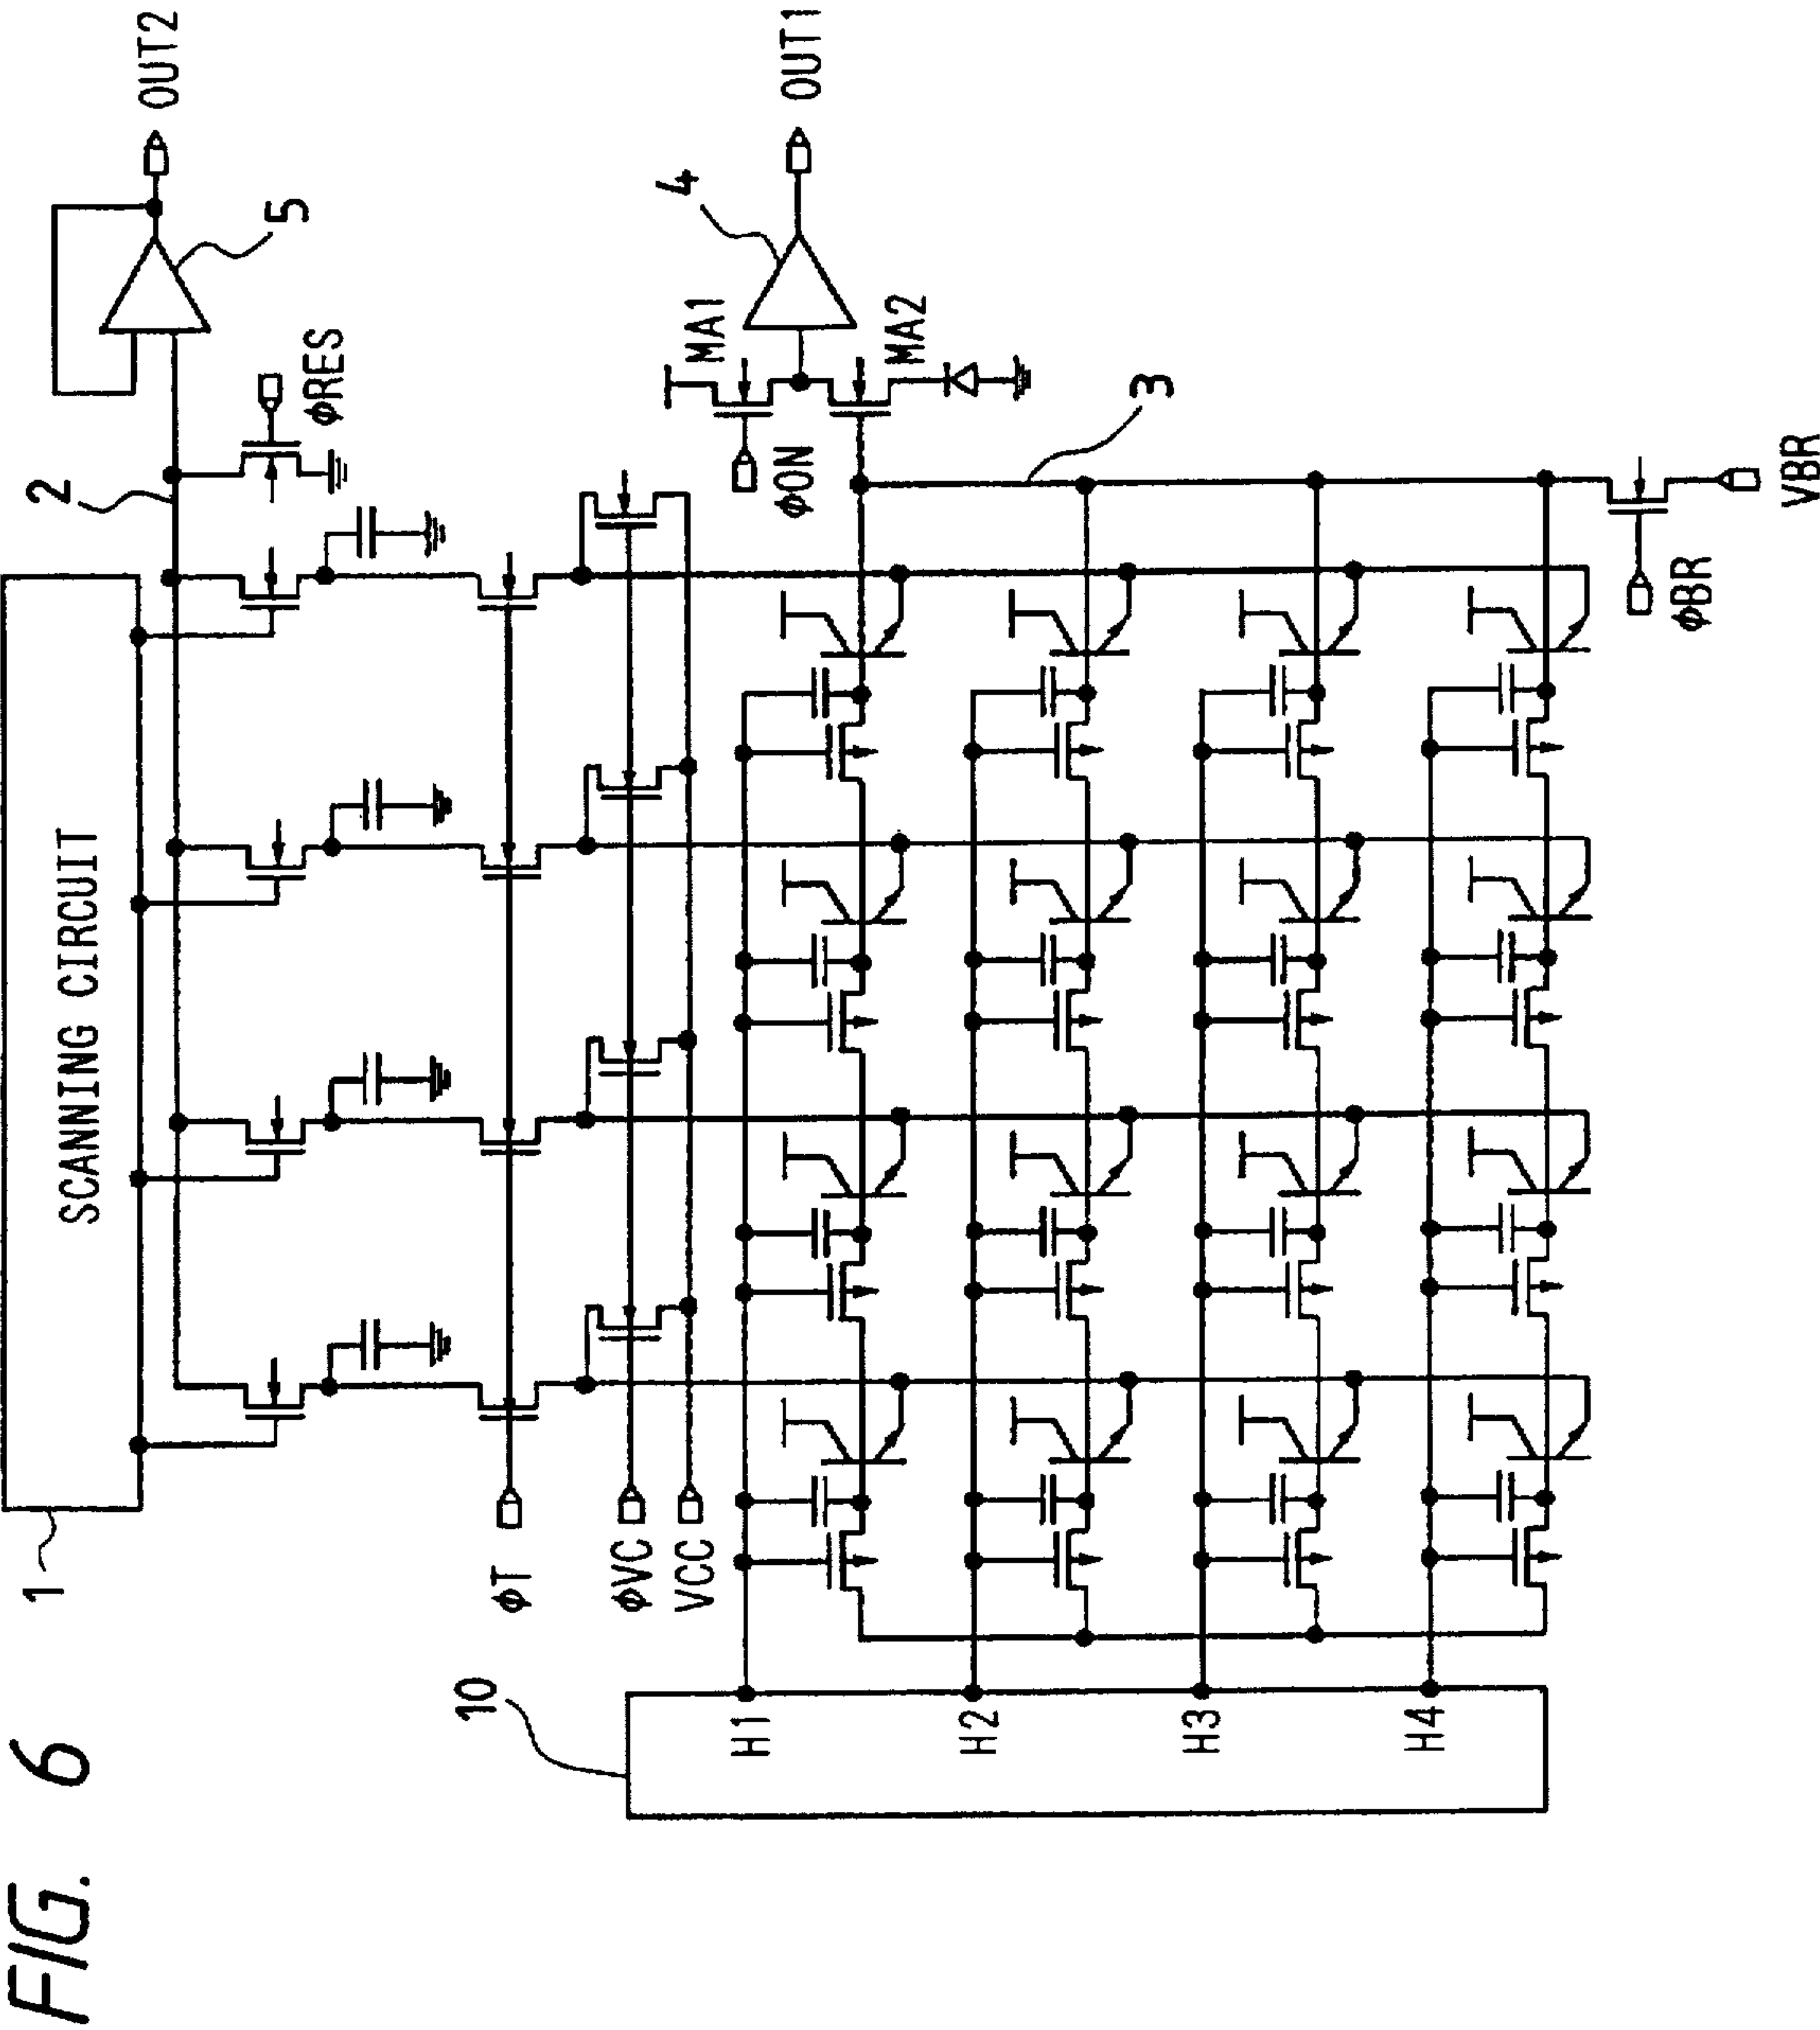 FIG. 6
1
SCANNING CIRCUIT
2
OUT2
5
ΦRES
ΦT
ΦVC
VCC
4
OUT1
MA1
MA2
ΦON
3
10
H1
H2
H3
H4
ΦBR
VBR